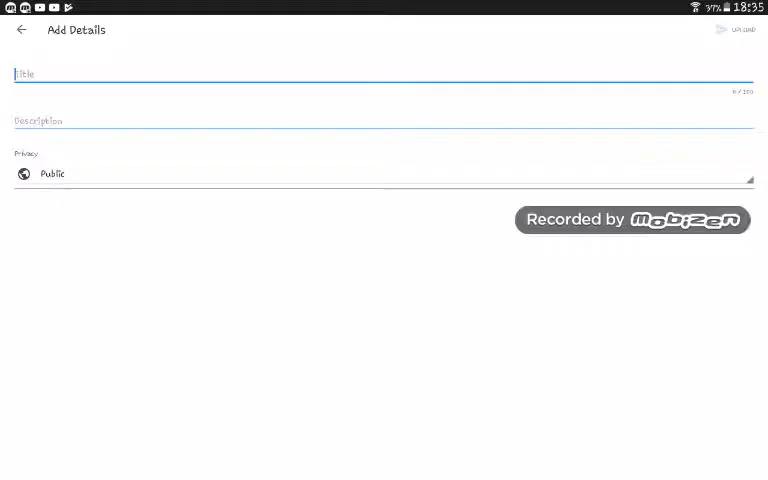 37% 18:35
Add Details
UPLOAD
Title
0 / 100
Description
Privacy
Public
Recorded by mobizen